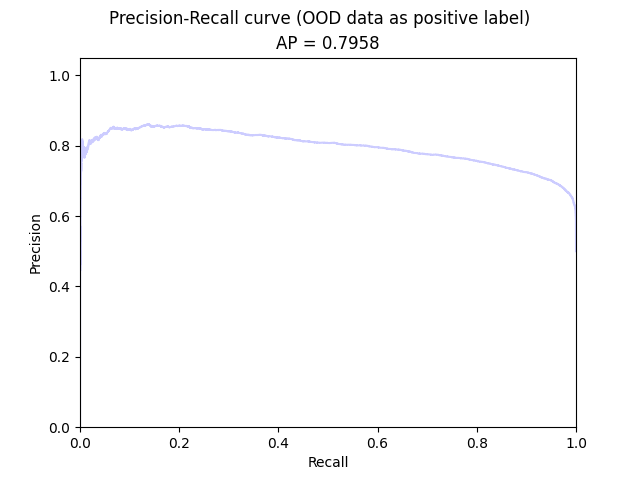 Precision-Recall curve (OOD data as positive label)
AP = 0.7958
1.0
0.8
0.6
0.4
0.2
0.0
Precision
0.0 0.2 0.4 0.6 0.8 1.0
Recall